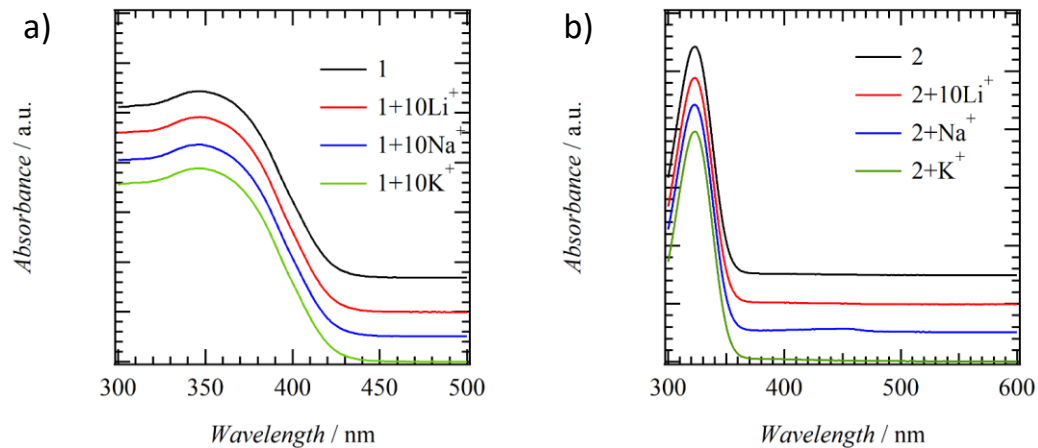 a)
1
1+10Li⁺
1+10Na⁺
1+10K⁺
Absorbance / a.u.
300 350 400 450 500
Wavelength / nm
b)
2
2+10Li⁺
2+Na⁺
2+K⁺
Absorbance / a.u.
300 400 500 600
Wavelength / nm